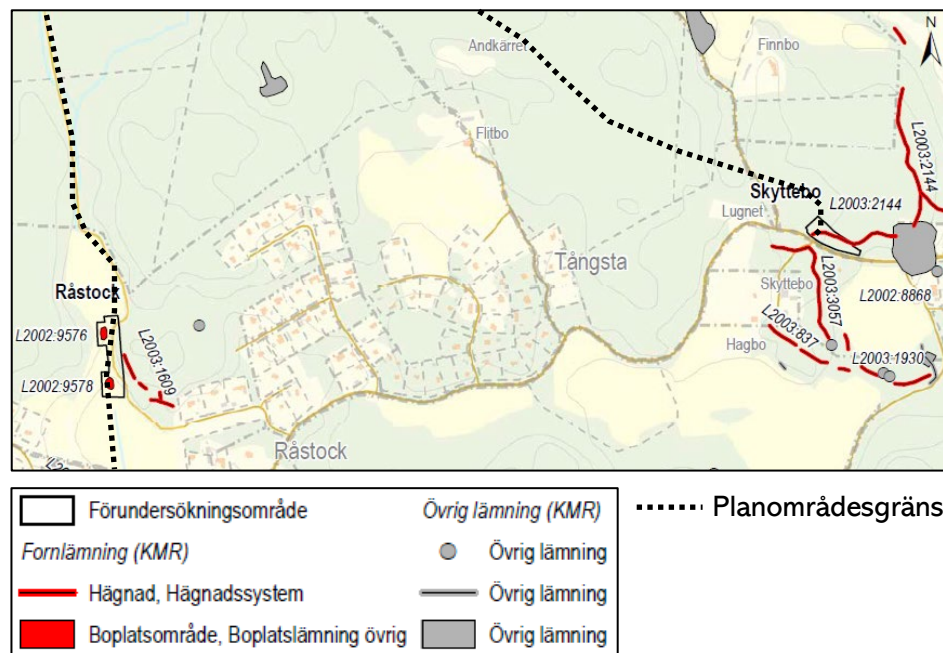 N
Andkärret
Finnbo
Flitbo
L2003:2144
Skyttebo
L2003:2144
Lugnet
Tångsta
Råstock
Skyttebo
L2003:3057
L2002:8868
L2002:9576
L2003:1609
Hagbo
L2003:837
L2003:1930
L2002:9578
Råstock
Förundersökningsområde
Övrig lämning (KMR)
Planområdesgräns
Fornlämning (KMR)
Övrig lämning
Hägnad, Hägnadssystem
Övrig lämning
Boplatsområde, Boplatslämning övrig
Övrig lämning